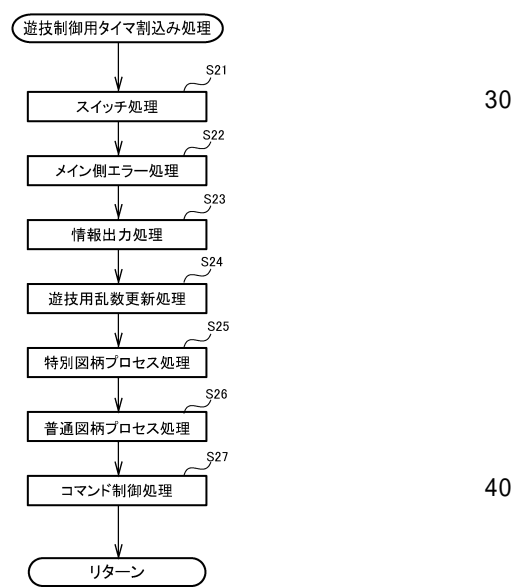 遊技制御用タイマ割込み処理
S21
スイッチ処理
30
S22
メイン側エラー処理
S23
情報出力処理
S24
遊技用乱数更新処理
S25
特別図柄プロセス処理
S26
普通図柄プロセス処理
S27
コマンド制御処理
40
リターン